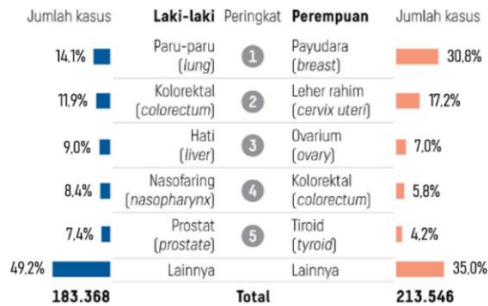 Jumlah kasus Laki-laki Peringkat Perempuan Jumlah kasus
14,1% Paru-paru 1 Payudara 30,8%
(lung) (breast)
11,9% Kolorektal 2 Leher rahim 17,2%
(colorectum) (cervix uteri)
9,0% Hati 3 Ovarium 7,0%
(liver) (ovary)
8,4% Nasofaring 4 Kolorektal 5,8%
(nasopharynx) (colorectum)
7,4% Prostat 5 Tiroid 4,2%
(prostate) (tyroid)
49,2% Lainnya Lainnya 35,0%
183.368 Total 213.546